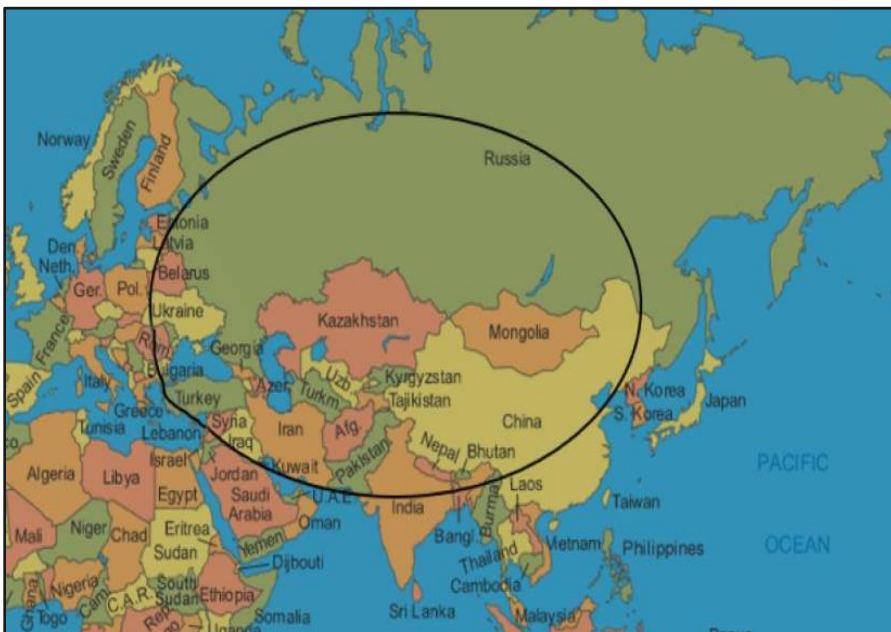 Russia
Norway
Sweden
Finland
Estonia
Latvia
Den.
Neth.
Belarus
Ger.
Pol.
Ukraine
France
Kazakhstan
Mongolia
Rom.
Georgia
Bulgaria
Uzb.
Kyrgyzstan
Spain
Italy
Azer.
Turkm.
Tajikistan
N. Korea
Greece
Turkey
S. Korea
Japan
China
Tunisia
Lebanon
Syria
Iraq
Iran
Afg.
Nepal
Bhutan
Israel
Kuwait
Pakistan
PACIFIC
Algeria
Libya
Egypt
Jordan
Saudi
Arabia
U.A.E.
India
Laos
Oman
Burma
Taiwan
Mali
Niger
Chad
Eritrea
Sudan
Yemen
Bangl.
Vietnam
Philippines
OCEAN
Thailand
Djibouti
Cambodia
Nigeria
Cam.
C.A.R.
South
Sudan
Ethiopia
Ghana
Togo
Somalia
Sri Lanka
Malaysia
Uganda